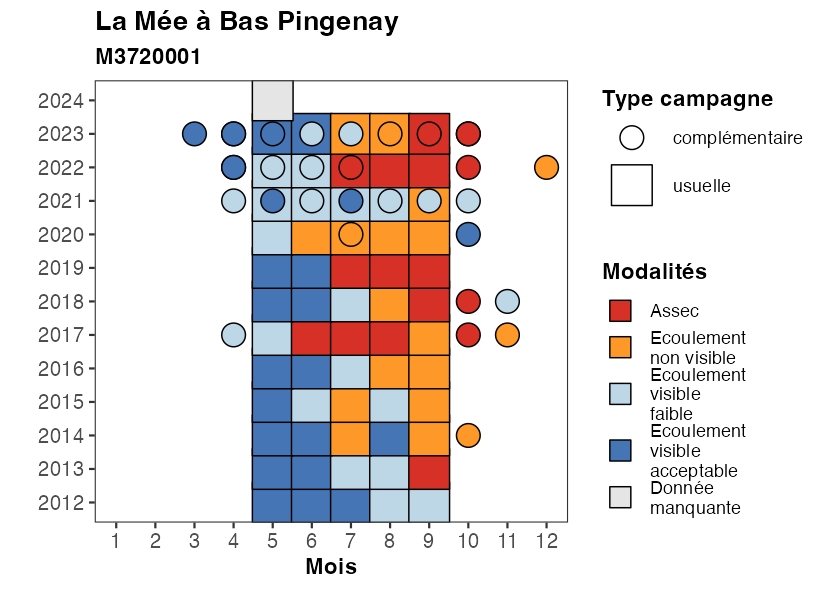 La Mée à Bas Pingenay
M3720001
2024
2023
2022
2021
2020
2019
2018
2017
2016
2015
2014
2013
2012
1 2 3 4 5 6 7 8 9 10 11 12
Mois
Type campagne
complémentaire
usuelle
Modalités
Assec
Ecoulement
non visible
Ecoulement
visible
faible
Ecoulement
visible
acceptable
Donnée
manquante